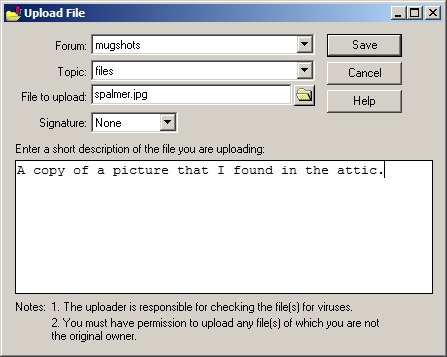 Upload File
Forum: mugshots
Save
Topic: files
Cancel
File to upload: spalmer.jpg
Help
Signature: None
Enter a short description of the file you are uploading:
A copy of a picture that I found in the attic.
Notes: 1. The uploader is responsible for checking the file(s) for viruses.
2. You must have permission to upload any file(s) of which you are not
the original owner.